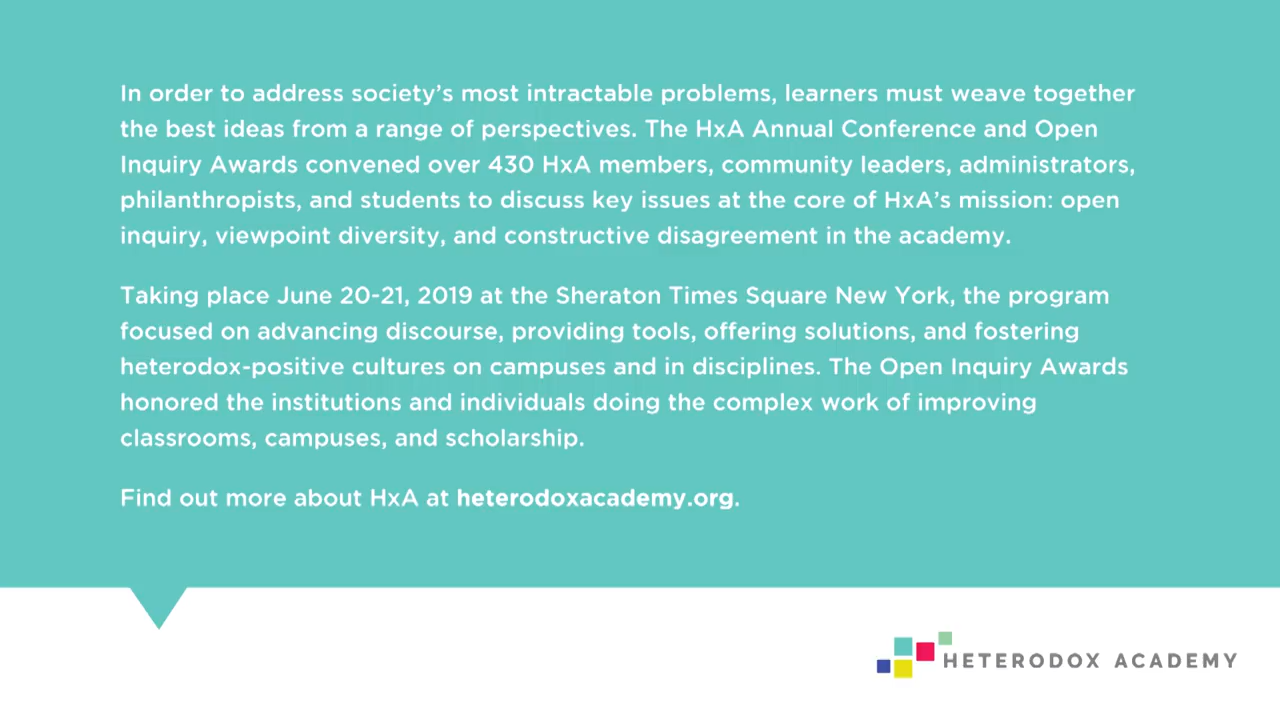 In order to address society’s most intractable problems, learners must weave together
the best ideas from a range of perspectives. The HxA Annual Conference and Open
Inquiry Awards convened over 430 HxA members, community leaders, administrators,
philanthropists, and students to discuss key issues at the core of HxA’s mission: open
inquiry, viewpoint diversity, and constructive disagreement in the academy.
Taking place June 20-21, 2019 at the Sheraton Times Square New York, the program
focused on advancing discourse, providing tools, offering solutions, and fostering
heterodox-positive cultures on campuses and in disciplines. The Open Inquiry Awards
honored the institutions and individuals doing the complex work of improving
classrooms, campuses, and scholarship.
Find out more about HxA at heterodoxacademy.org.
HETERODOX ACADEMY